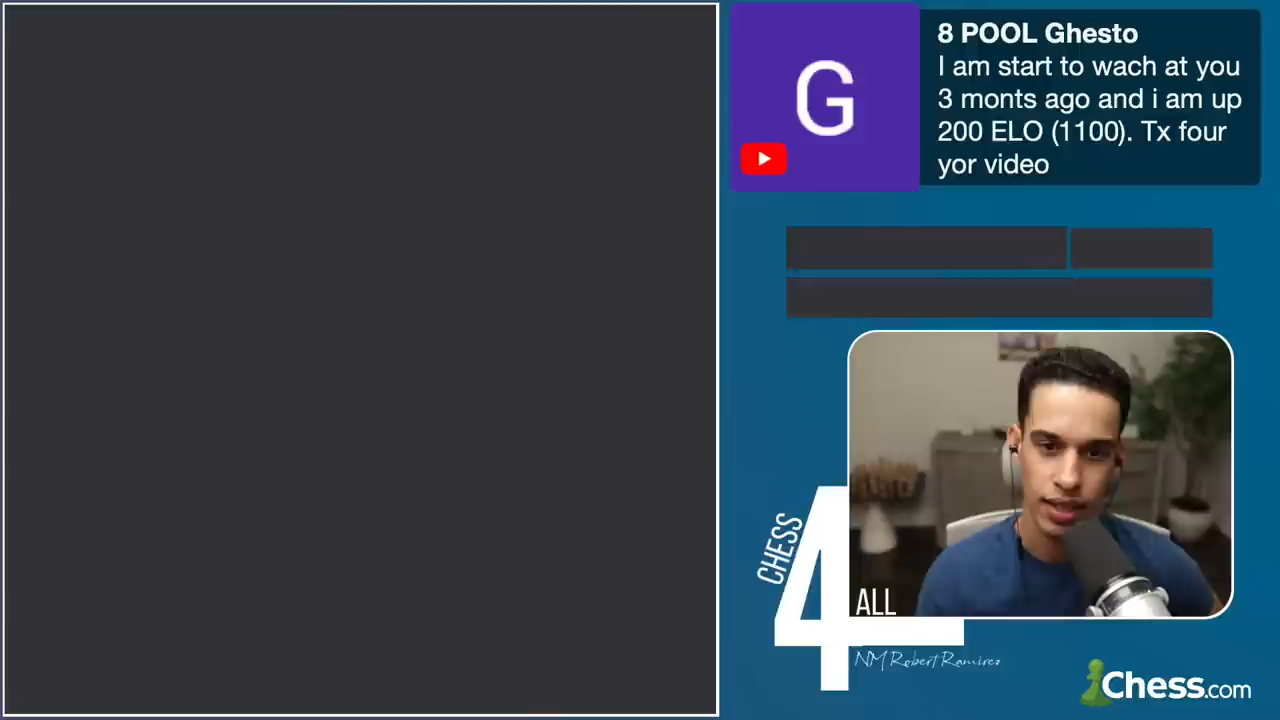 8 POOL Ghesto
I am start to wach at you
3 monts ago and i am up
200 ELO (1100). Tx four
yor video
G
CHESS
4
ALL
NM Robert Ramirez
Chess.com